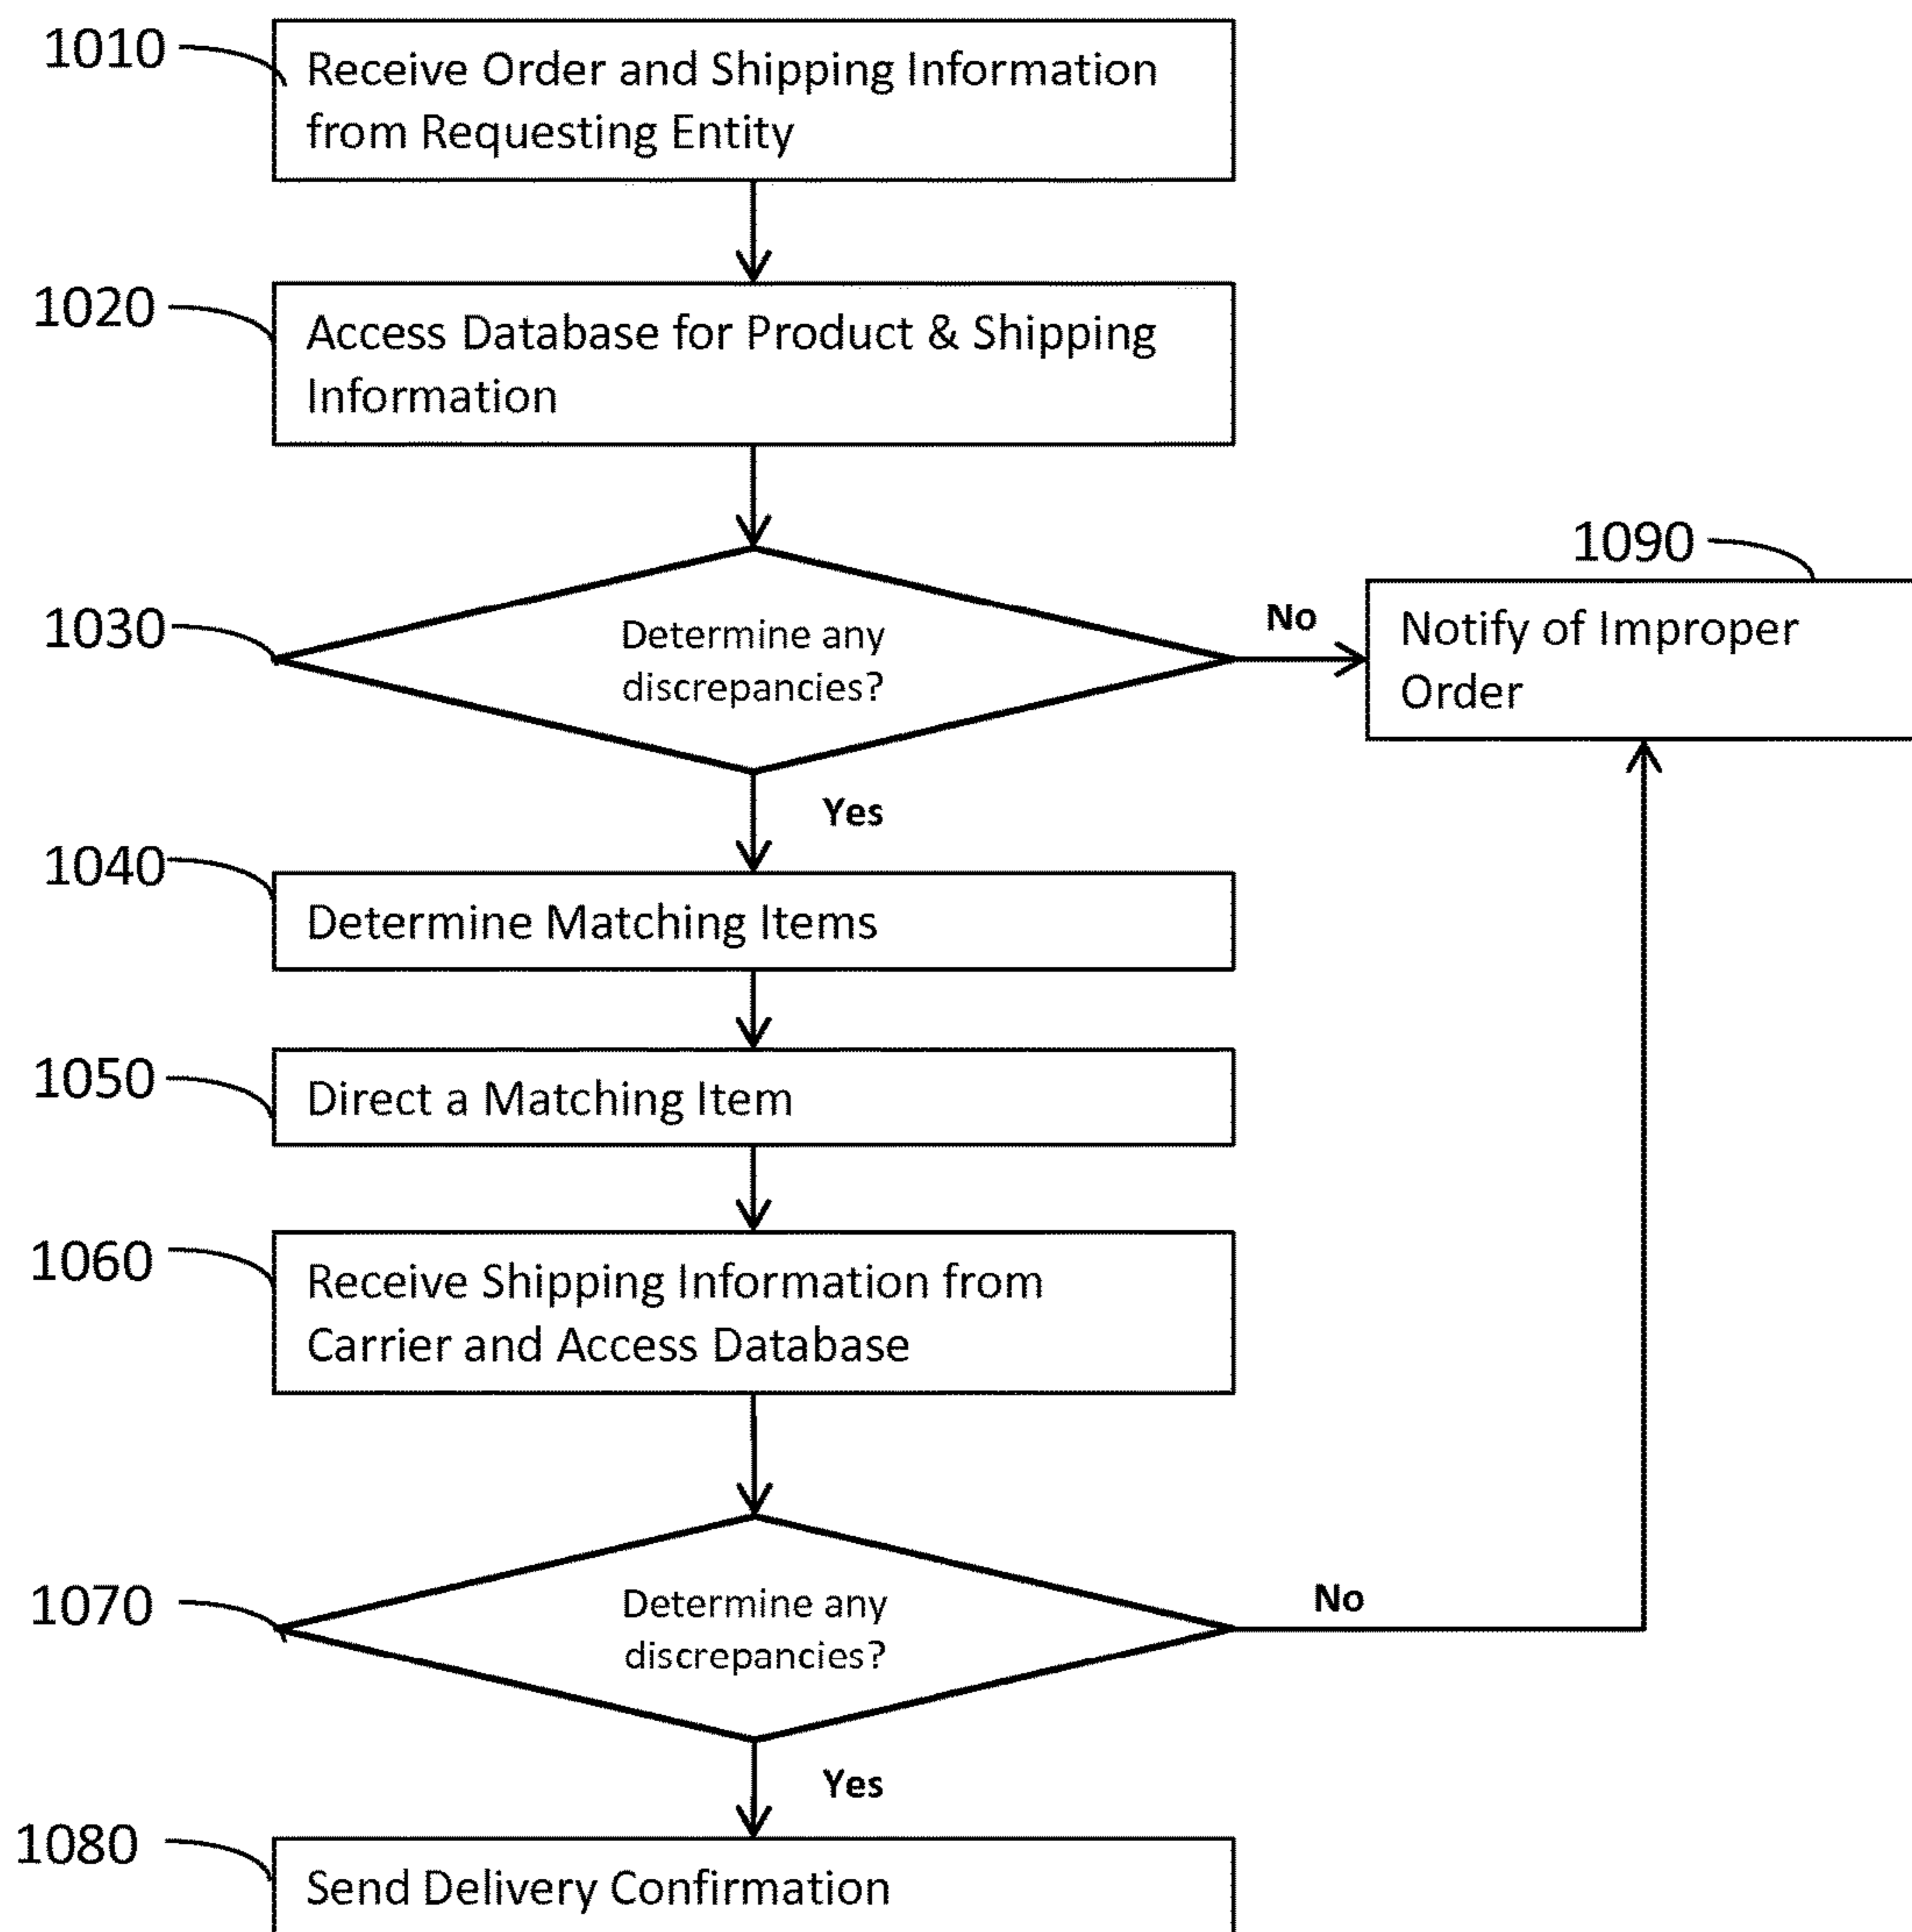 1010
Receive Order and Shipping Information
from Requesting Entity
1020
Access Database for Product & Shipping
Information
1030
Determine any
discrepancies?
No
1090
Notify of Improper
Order
Yes
1040
Determine Matching Items
1050
Direct a Matching Item
1060
Receive Shipping Information from
Carrier and Access Database
1070
Determine any
discrepancies?
No
Yes
1080
Send Delivery Confirmation